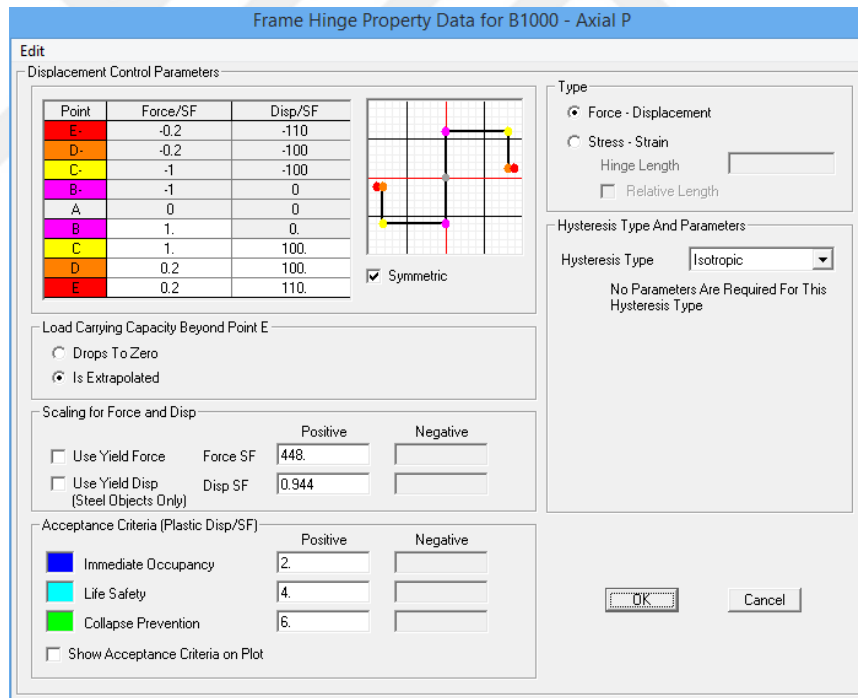 Frame Hinge Property Data for B1000 - Axial P
Edit
Displacement Control Parameters
Point Force/SF Disp/SF
E- -0.2 -110
D- -0.2 -100
C- -1 -100
B- -1 0
A 0 0
B 1. 0.
C 1. 100.
D 0.2 100.
E 0.2 110.
Symmetric
Load Carrying Capacity Beyond Point E
Drops To Zero
Is Extrapolated
Scaling for Force and Disp
Positive Negative
Use Yield Force Force SF 448.
Use Yield Disp Disp SF 0.944
(Steel Objects Only)
Acceptance Criteria (Plastic Disp/SF)
Positive Negative
Immediate Occupancy 2.
Life Safety 4.
Collapse Prevention 6.
Show Acceptance Criteria on Plot
Type
Force - Displacement
Stress - Strain
Hinge Length
Relative Length
Hysteresis Type And Parameters
Hysteresis Type Isotropic
No Parameters Are Required For This
Hysteresis Type
OK Cancel